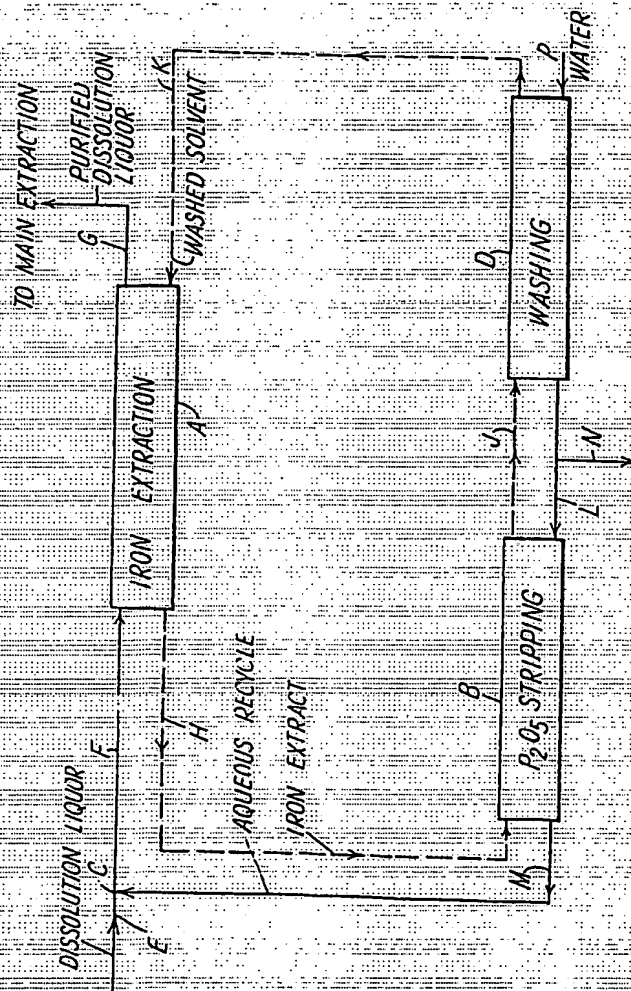 TO MAIN EXTRACTION
G
PURIFIED
DISSOLUTION
LIQUOR
K
WASHED SOLVENT
DISSOLUTION LIQUOR
C
F
E
IRON EXTRACTION
A
H
AQUEOUS RECYCLE
IRON EXTRACT
B
P₂O₅ STRIPPING
M
J
L
N
D
WASHING
P
WATER